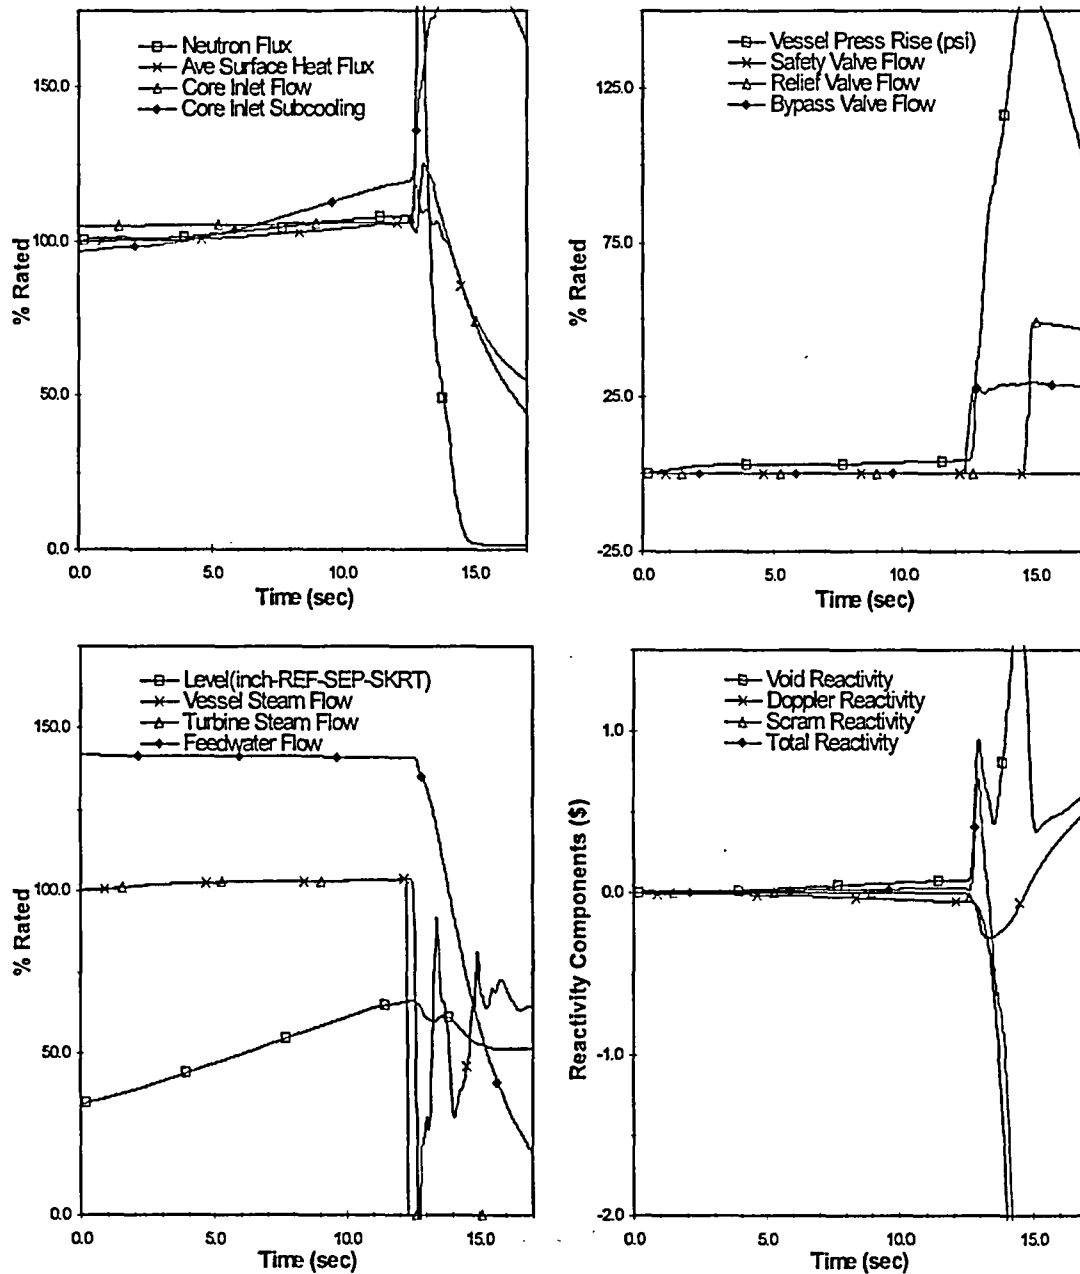 Neutron Flux
Ave Surface Heat Flux
Core Inlet Flow
Core Inlet Subcooling
150.0
100.0
50.0
0.0
% Rated
0.0 5.0 10.0 15.0
Time (sec)
Vessel Press Rise (psi)
Safety Valve Flow
Relief Valve Flow
Bypass Valve Flow
125.0
75.0
25.0
-25.0
% Rated
0.0 5.0 10.0 15.0
Time (sec)
Level(inch-REF-SEP-SKRT)
Vessel Steam Flow
Turbine Steam Flow
Feedwater Flow
150.0
100.0
50.0
0.0
% Rated
0.0 5.0 10.0 15.0
Time (sec)
Void Reactivity
Doppler Reactivity
Scram Reactivity
Total Reactivity
1.0
0.0
-1.0
-2.0
Reactivity Components ($)
0.0 5.0 10.0 15.0
Time (sec)